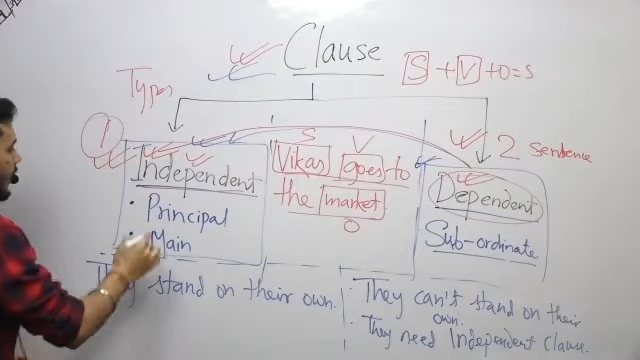 Clause
S + V + O = S
Types
1
2 sentence
S V
Independent
Vikas goes to
the market
O
Dependent
• Principal
• Main
Sub-ordinate
They stand on their own.
• They can't stand on their
own.
• They need Independent Clause.